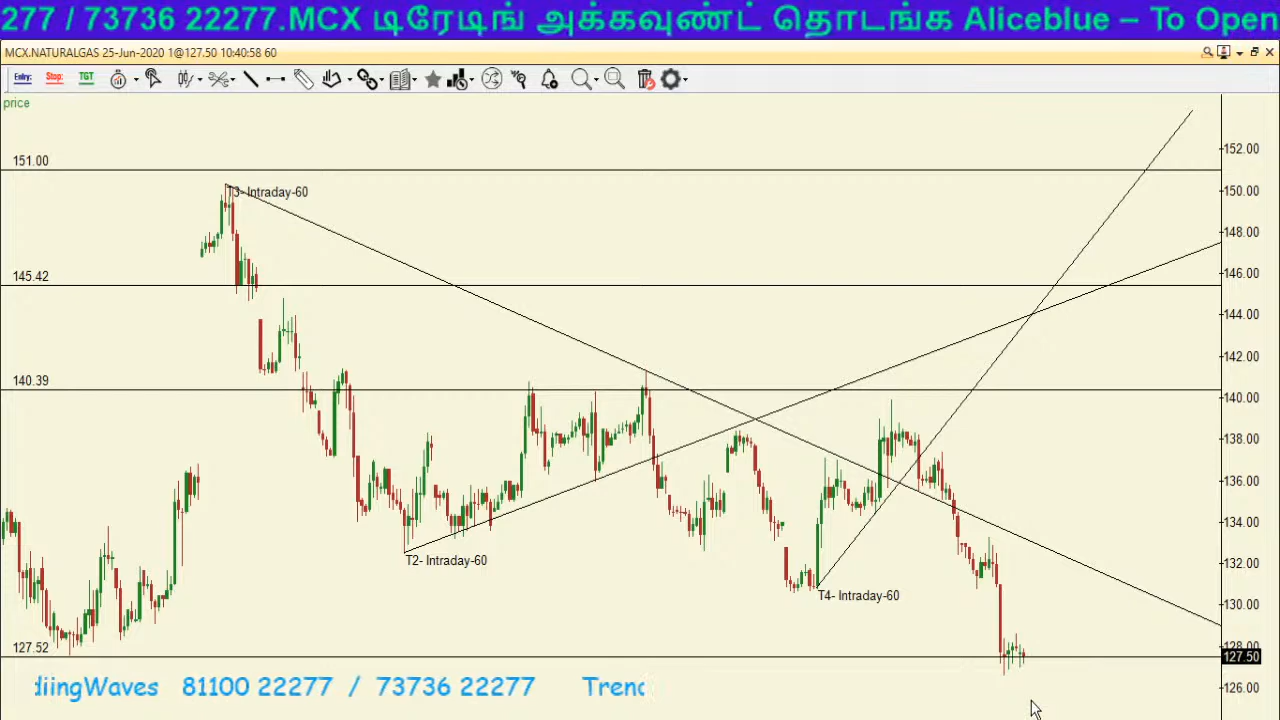 277 / 73736 22277.MCX டிரேடிங் அக்கவுண்ட் தொடங்க Aliceblue – To Open
MCX.NATURALGAS 25-Jun-2020 1@127.50 10:40:58 60
Entry: Stop: TGT
price
152.00
151.00
150.00
T3- Intraday-60
148.00
146.00
145.42
144.00
142.00
140.39
140.00
138.00
136.00
134.00
132.00
T2- Intraday-60
130.00
T4- Intraday-60
128.00
127.52
127.50
126.00
diingWaves 81100 22277 / 73736 22277 Trend